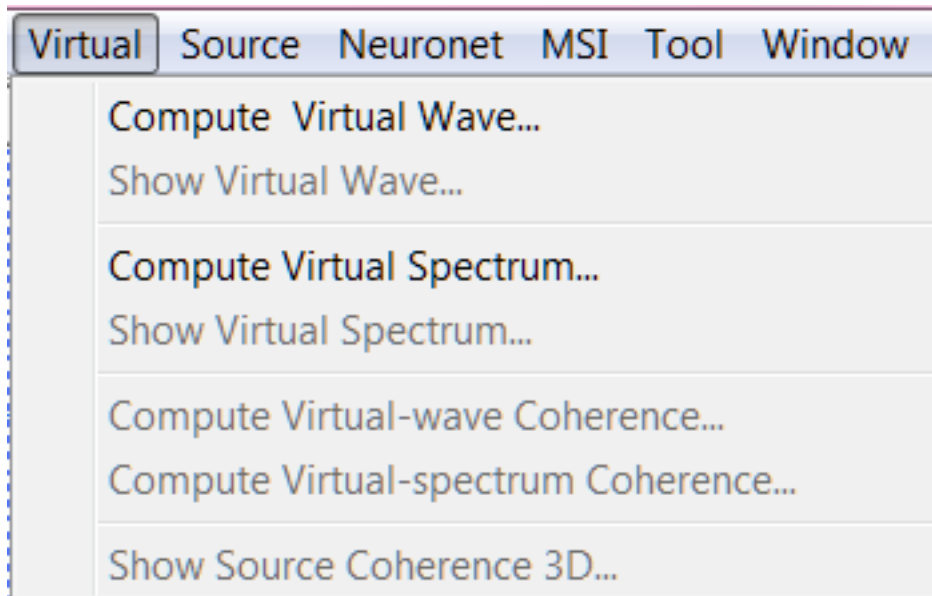 Virtual Source Neuronet MSI Tool Window
Compute  Virtual Wave...
Show Virtual Wave...
Compute Virtual Spectrum...
Show Virtual Spectrum...
Compute Virtual-wave Coherence...
Compute Virtual-spectrum Coherence...
Show Source Coherence 3D...